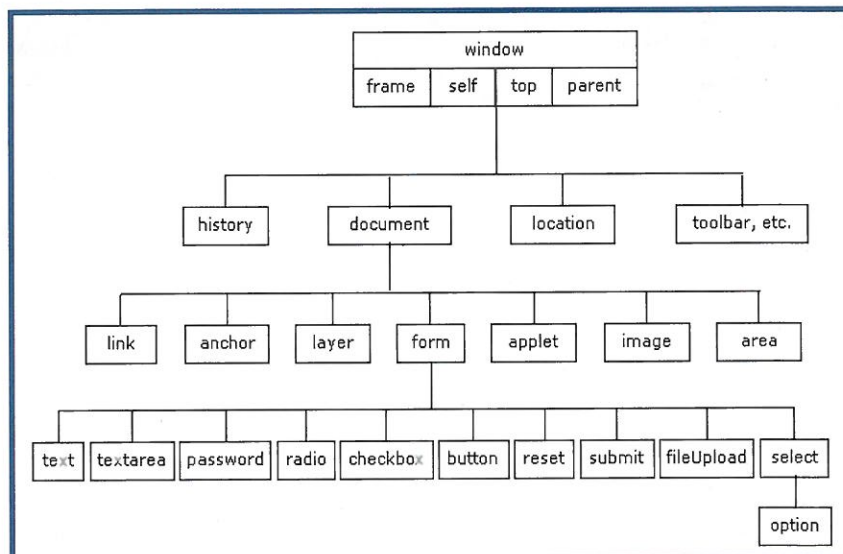 window
frame self top parent
history document location toolbar, etc.
link anchor layer form applet image area
text textarea password radio checkbox button reset submit fileUpload select
option